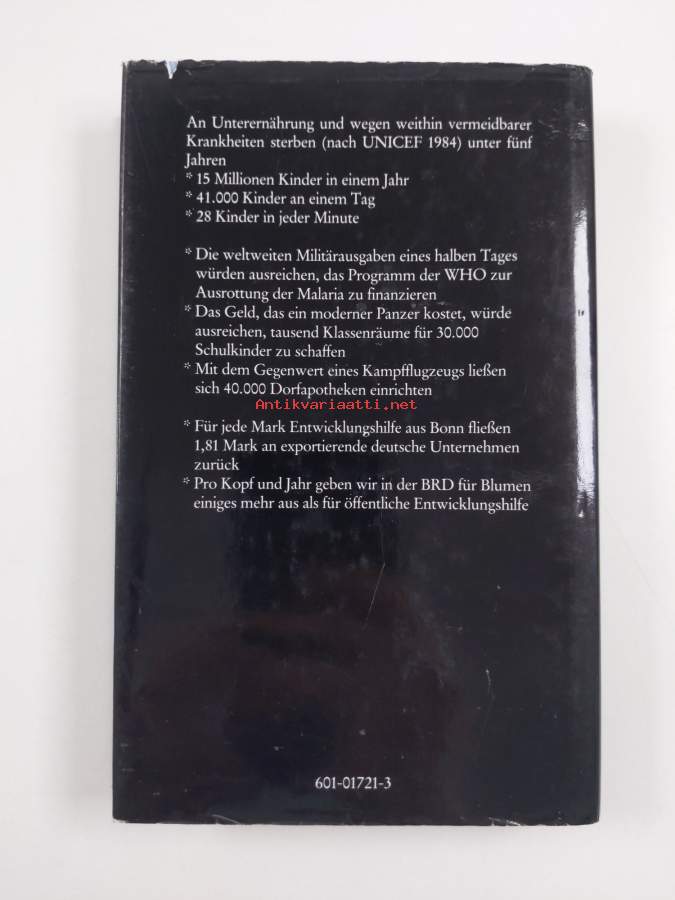 An Unterernährung und wegen weithin vermeidbarer
Krankheiten sterben (nach UNICEF 1984) unter fünf
Jahren
* 15 Millionen Kinder in einem Jahr
* 41.000 Kinder an einem Tag
* 28 Kinder in jeder Minute
* Die weltweiten Militärausgaben eines halben Tages
würden ausreichen, das Programm der WHO zur
Ausrottung der Malaria zu finanzieren
* Das Geld, das ein moderner Panzer kostet, würde
ausreichen, tausend Klassenräume für 30.000
Schulkinder zu schaffen
* Mit dem Gegenwert eines Kampfflugzeugs ließen
sich 40.000 Dorfapotheken einrichten
Antikvariaatti.net
* Für jede Mark Entwicklungshilfe aus Bonn fließen
1,81 Mark an exportierende deutsche Unternehmen
zurück
* Pro Kopf und Jahr geben wir in der BRD für Blumen
einiges mehr aus als für öffentliche Entwicklungshilfe
601-01721-3